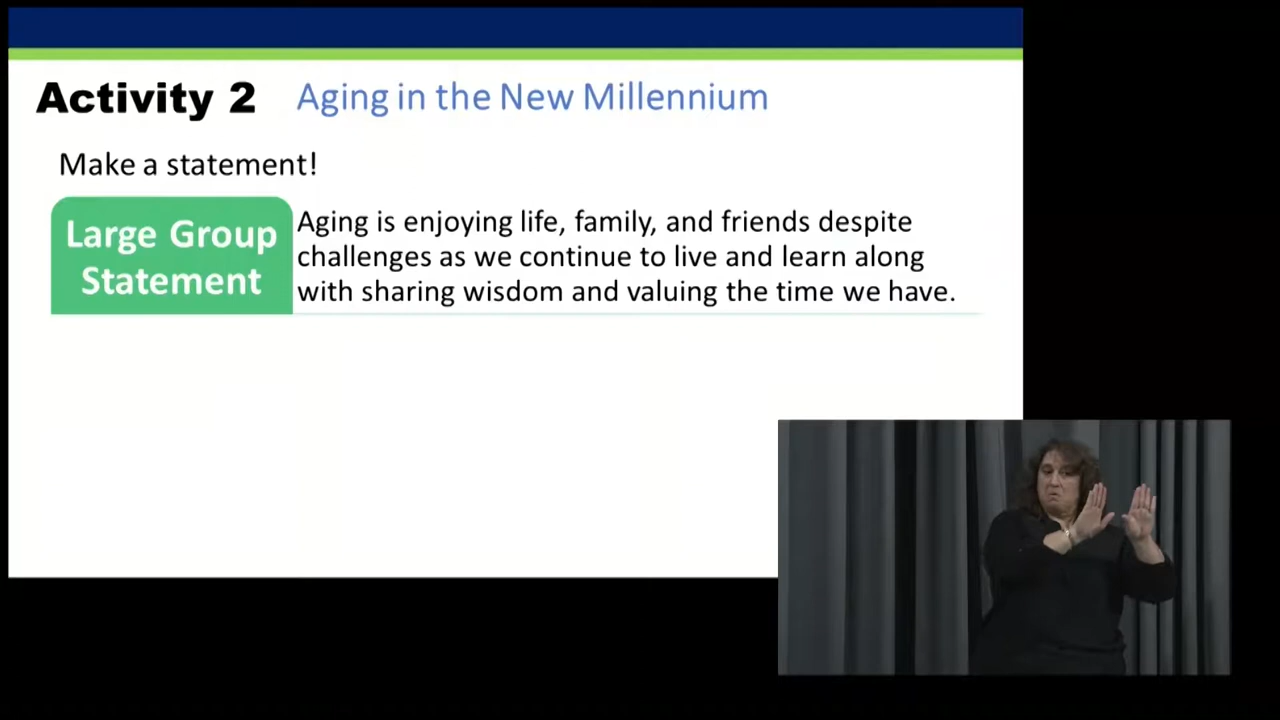 Activity 2 Aging in the New Millennium
Make a statement!
Large Group
Statement
Aging is enjoying life, family, and friends despite
challenges as we continue to live and learn along
with sharing wisdom and valuing the time we have.